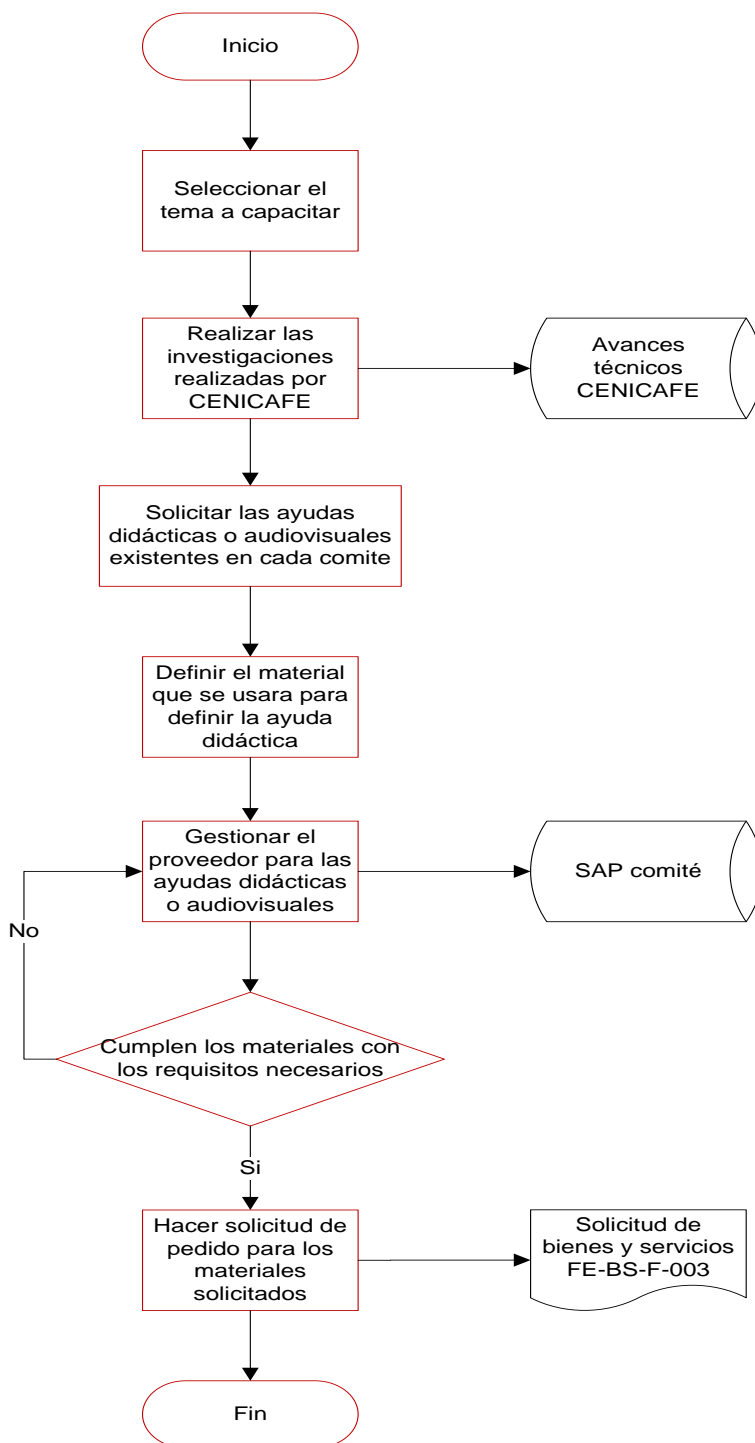 Inicio
Seleccionar el
tema a capacitar
Realizar las
investigaciones
realizadas por
CENICAFE
Avances
técnicos
CENICAFE
Solicitar las ayudas
didácticas o audiovisuales
existentes en cada comite
Definir el material
que se usara para
definir la ayuda
didáctica
Gestionar el
proveedor para las
ayudas didácticas
o audiovisuales
SAP comité
No
Cumplen los materiales con
los requisitos necesarios
Si
Hacer solicitud de
pedido para los
materiales
solicitados
Solicitud de
bienes y servicios
FE-BS-F-003
Fin